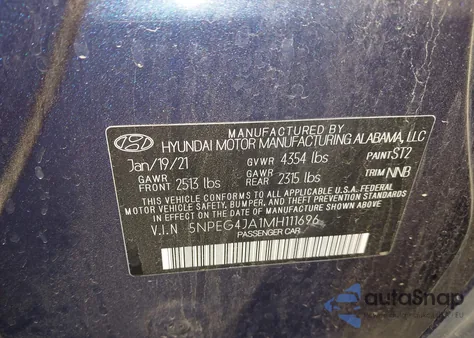 MANUFACTURED BY
HYUNDAI MOTOR MANUFACTURING ALABAMA, LLC
Jan/19/21 GVWR 4354 lbs PAINT ST2
GAWR FRONT 2513 lbs GAWR REAR 2315 lbs TRIM NNB
THIS VEHICLE CONFORMS TO ALL APPLICABLE U.S.A FEDERAL
MOTOR VEHICLE SAFETY, BUMPER, AND THEFT PREVENTION STANDARDS
IN EFFECT ON THE DATE OF MANUFACTURE SHOWN ABOVE.
V.I.N 5NPEG4JA1MH111696
PASSENGER CAR
autoSnap